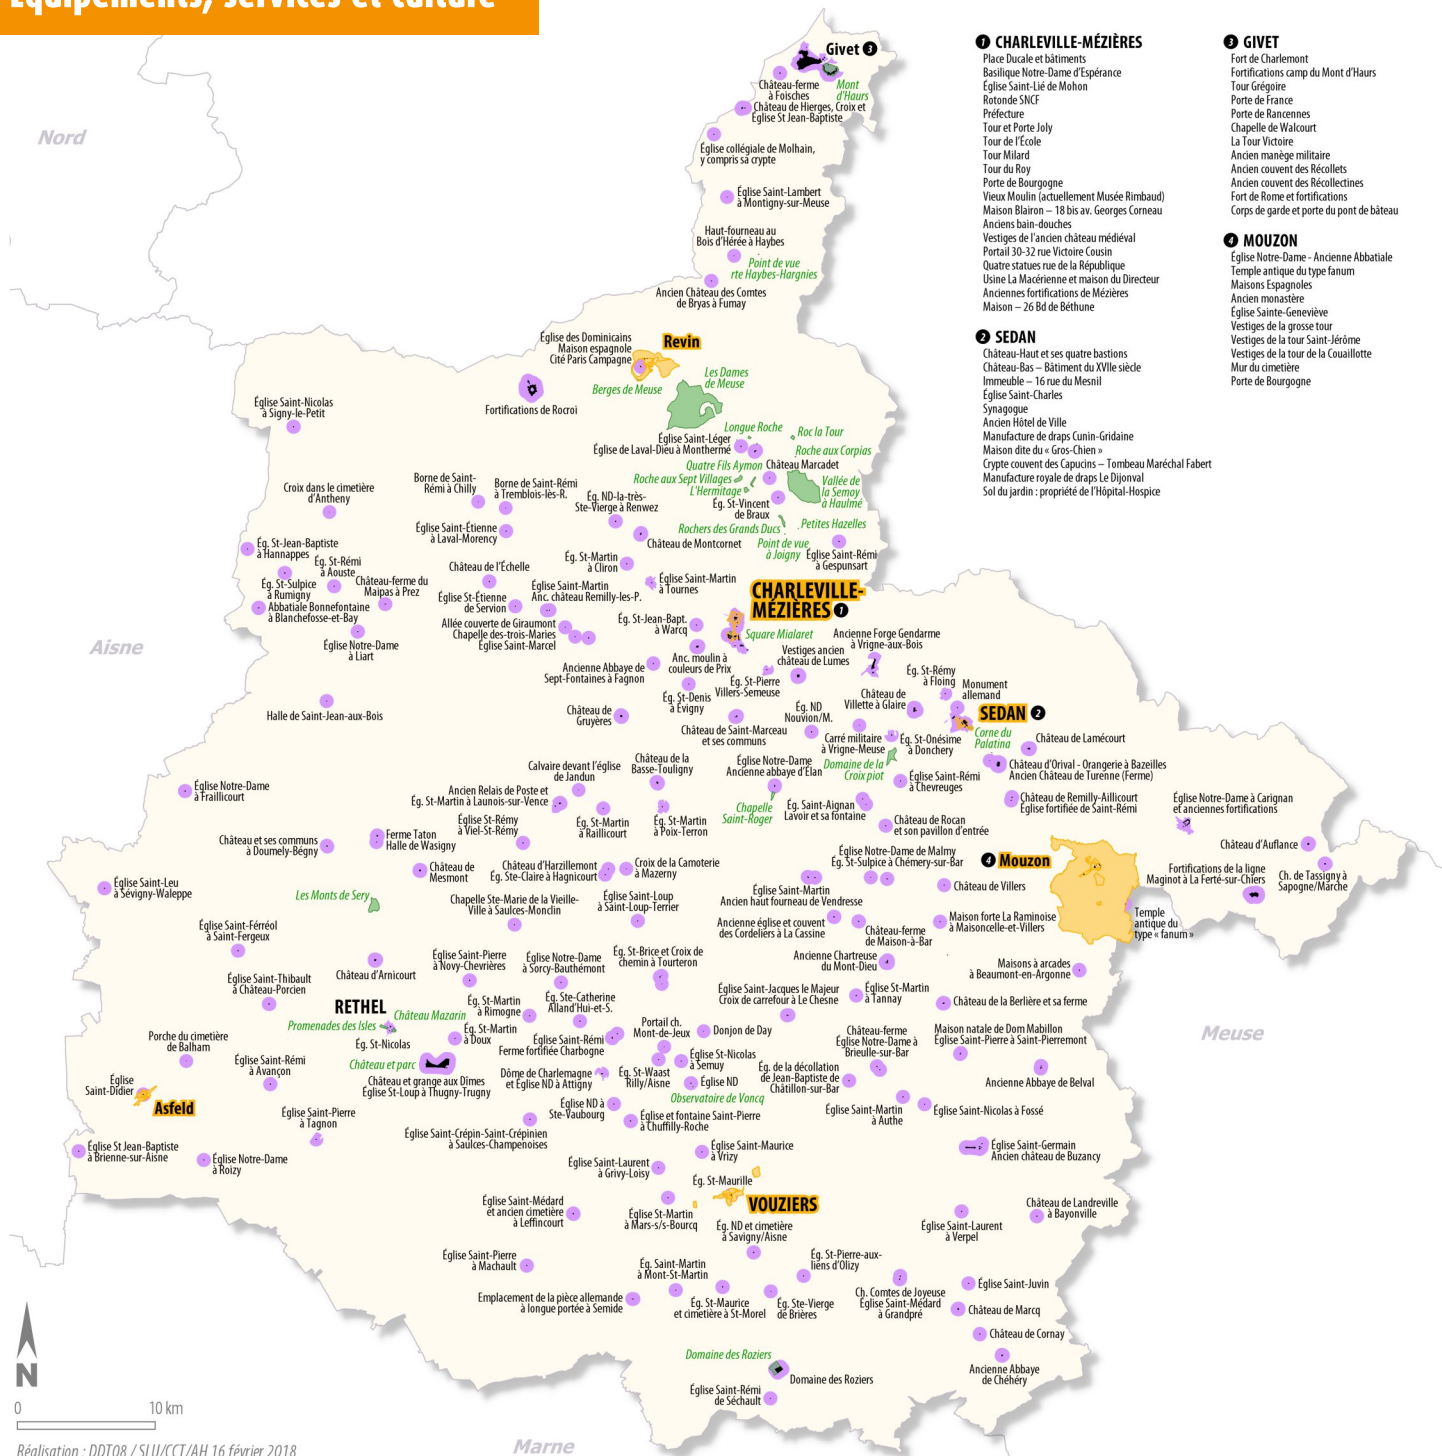 Équipements, services et culture
Givet 3
Château-ferme
à Foisches
Mont
d'Haurs
Château de Hierges, Croix et
Église St Jean-Baptiste
Église collégiale de Molhain,
y compris sa crypte
Église Saint-Lambert
à Montigny-sur-Meuse
Haut-fourneau au
Bois d'Hérée à Haybes
Point de vue
rte Haybes-Hargnies
Ancien Château des Comtes
de Bryas à Fumay
1 CHARLEVILLE-MÉZIÈRES
Place Ducale et bâtiments
Basilique Notre-Dame d'Espérance
Église Saint-Lié de Mohon
Rotonde SNCF
Préfecture
Tour et Porte Joly
Tour de l'École
Tour Milard
Tour du Roy
Porte de Bourgogne
Vieux Moulin (actuellement Musée Rimbaud)
Maison Blairon – 18 bis av. Georges Corneau
Anciens bain-douches
Vestiges de l'ancien château médiéval
Portail 30-32 rue Victoire Cousin
Quatre statues rue de la République
Usine La Macérienne et maison du Directeur
Anciennes fortifications de Mézières
Maison – 26 Bd de Béthune
2 SEDAN
Château-Haut et ses quatre bastions
Château-Bas – Bâtiment du XVIIe siècle
Immeuble – 16 rue du Mesnil
Église Saint-Charles
Synagogue
Ancien Hôtel de Ville
Manufacture de draps Cunin-Gridaine
Maison dite du « Gros-Chien »
Crypte couvent des Capucins – Tombeau Maréchal Fabert
Manufacture royale de draps Le Dijonval
Sol du jardin : propriété de l'Hôpital-Hospice
3 GIVET
Fort de Charlemont
Fortifications camp du Mont d'Haurs
Tour Grégoire
Porte de France
Porte de Rancennes
Chapelle de Walcourt
La Tour Victoire
Ancien manège militaire
Ancien couvent des Récollets
Ancien couvent des Récollectines
Fort de Rome et fortifications
Corps de garde et porte du pont de bâteau
4 MOUZON
Église Notre-Dame - Ancienne Abbatiale
Temple antique du type fanum
Maisons Espagnoles
Ancien monastère
Église Sainte-Geneviève
Vestiges de la grosse tour
Vestiges de la tour Saint-Jérôme
Vestiges de la tour de la Couaillotte
Mur du cimetière
Porte de Bourgogne
Nord
Église des Dominicains
Maison espagnole
Cité Paris Campagne
Revin
Berges de Meuse
Les Dames
de Meuse
Fortifications de Rocroi
Église Saint-Nicolas
à Signy-le-Petit
Longue Roche
Roc la Tour
Église Saint-Léger
Église de Laval-Dieu à Monthermé
Roche aux Corpias
Quatre Fils Aymon
Château Marcadet
Roche aux Sept Villages
L'Hermitage
Vallée de
la Semoy
à Haulmé
Ég. St-Vincent
de Braux
Rochers des Grands Ducs
Petites Hazelles
Point de vue
à Joigny
Église Saint-Rémi
à Gespunsart
Croix dans le cimetière
d'Antheny
Borne de Saint-
Rémi à Chilly
Borne de Saint-Rémi
à Tremblois-lès-R.
Ég. ND-la-très-
Ste-Vierge à Renwez
Église Saint-Étienne
à Laval-Morency
Château de Montcornet
Ég. St-Jean-Baptiste
à Hannappes
Ég. St-Rémi
à Aouste
Ég. St-Sulpice
à Rumigny
Château-ferme du
Maipas à Prez
Abbatiale Bonnefontaine
à Blanchefosse-et-Bay
Église Notre-Dame
à Liart
Château de l'Échelle
Ég. St-Martin
à Cliron
Église St-Étienne
de Servion
Église Saint-Martin
Anc. château Remilly-les-P.
Église Saint-Martin
à Tournes
CHARLEVILLE-
MÉZIÈRES 1
Allée couverte de Giraumont
Chapelle des-trois-Maries
Église Saint-Marcel
Ég. St-Jean-Bapt.
à Warcq
Square Mialaret
Ancienne Forge Gendarme
à Vrigne-aux-Bois
Aisne
Ancienne Abbaye de
Sept-Fontaines à Fagnon
Anc. moulin à
couleurs de Prix
Vestiges ancien
château de Lumes
Ég. St-Pierre
Villers-Semeuse
Ég. St-Rémy
à Floing
Monument
allemand
Ég. St-Denis
à Évigny
Château de
Villette à Glaire
SEDAN 2
Halle de Saint-Jean-aux-Bois
Château de
Gruyères
Ég. ND
Nouvion/M.
Château de Saint-Marceau
et ses communs
Carré militaire
à Vrigne-Meuse
Ég. St-Onésime
à Donchery
Corne du
Palatina
Château de Lamécourt
Domaine de la
Croix piot
Château d'Orival - Orangerie à Bazeilles
Ancien Château de Turenne (Ferme)
Calvaire devant l'église
de Jandun
Château de la
Basse-Touligny
Église Notre-Dame
Ancienne abbaye d'Élan
Église Saint-Rémi
à Chevreuges
Église Notre-Dame
à Fraillicourt
Ancien Relais de Poste et
Ég. St-Martin à Launois-sur-Vence
Chapelle
Saint-Roger
Ég. Saint-Aignan
Lavoir et sa fontaine
Château de Remilly-Aillicourt
Église fortifiée de Saint-Rémi
Église Notre-Dame à Carignan
et anciennes fortifications
Église St-Rémy
à Viel-St-Rémy
Ég. St-Martin
à Raillicourt
Ég. St-Martin
à Poix-Terron
Château de Rocan
et son pavillon d'entrée
Château et ses communs
à Doumely-Bégny
Ferme Taton
Halle de Wasigny
Château d'Auflance
Château de
Mesmont
Château d'Harzillemont
Ég. Ste-Claire à Hagnicourt
Croix de la Camoterie
à Mazerny
Église Notre-Dame de Malmy
Ég. St-Sulpice à Chémery-sur-Bar
4 Mouzon
Fortifications de la ligne
Maginot à La Ferté-sur-Chiers
Ch. de Tassigny à
Sapogne/Marche
Église Saint-Leu
à Sévigny-Waleppe
Les Monts de Sery
Chapelle Ste-Marie de la Vieille-
Ville à Saulces-Monclin
Église Saint-Loup
à Saint-Loup-Terrier
Église Saint-Martin
Ancien haut fourneau de Vendresse
Château de Villers
Temple
antique du
type « fanum »
Église Saint-Férréol
à Saint-Fergeux
Ancienne église et couvent
des Cordeliers à La Cassine
Château-ferme
de Maison-à-Bar
Maison forte La Raminoise
à Maisoncelle-et-Villers
Château d'Arnicourt
Église Saint-Pierre
à Novy-Chevrières
Église Notre-Dame
à Sorcy-Bauthémont
Ég. St-Brice et Croix de
chemin à Tourteron
Ancienne Chartreuse
du Mont-Dieu
Maisons à arcades
à Beaumont-en-Argonne
Église Saint-Thibault
à Château-Porcien
Église Saint-Jacques le Majeur
Croix de carrefour à Le Chesne
Église St-Martin
à Tannay
Château de la Berlière et sa ferme
RETHEL
Château Mazarin
Promenades des Isles
Ég. St-Nicolas
Ég. St-Martin
à Rimogne
Ég. Ste-Catherine
Alland'Hui-et-S.
Ég. St-Martin
à Doux
Église Saint-Rémi
Ferme fortifiée Charbogne
Portail ch.
Mont-de-Jeux
Donjon de Day
Château-ferme
Église Notre-Dame à
Brieulle-sur-Bar
Maison natale de Dom Mabillon
Église Saint-Pierre à Saint-Pierremont
Meuse
Porche du cimetière
de Balham
Château et parc
Château et grange aux Dîmes
Église St-Loup à Thugny-Trugny
Église Saint-Rémi
à Avançon
Église
Saint-Didier
Asfeld
Dôme de Charlemagne
et Église ND à Attigny
Ég. St-Waast
Rilly/Aisne
Église St-Nicolas
à Semuy
Église ND
Observatoire de Voncq
Ég. de la décollation
de Jean-Baptiste de
Châtillon-sur-Bar
Ancienne Abbaye de Belval
Église Saint-Pierre
à Tagnon
Église ND à
Ste-Vaubourg
Église et fontaine Saint-Pierre
à Chuffilly-Roche
Église Saint-Martin
à Authe
Église Saint-Nicolas à Fossé
Église Saint-Crépin-Saint-Crépinien
à Saulces-Champenoises
Église St Jean-Baptiste
à Brienne-sur-Aisne
Église Notre-Dame
à Roizy
Église Saint-Maurice
à Vrizy
Église Saint-Germain
Ancien château de Buzancy
Église Saint-Laurent
à Grivy-Loisy
Ég. St-Maurille
VOUZIERS
Église Saint-Médard
et ancien cimetière
à Leffincourt
Église St-Martin
à Mars-s/s-Bourcq
Ég. ND et cimetière
à Savigny/Aisne
Église Saint-Laurent
à Verpel
Château de Landreville
à Bayonville
Église Saint-Pierre
à Machault
Ég. Saint-Martin
à Mont-St-Martin
Ég. St-Pierre-aux-
liens d'Olizy
Église Saint-Juvin
Emplacement de la pièce allemande
à longue portée à Semide
Ég. St-Maurice
et cimetière à St-Morel
Ég. Ste-Vierge
de Brières
Ch. Comtes de Joyeuse
Église Saint-Médard
à Grandpré
Château de Marcq
Château de Cornay
Ancienne Abbaye
de Chéhéry
Domaine des Roziers
Domaine des Roziers
Église Saint-Rémi
de Séchault
N
0 10 km
Marne
Réalisation : DDT08 / SLU/CCT/AH 16 février 2018